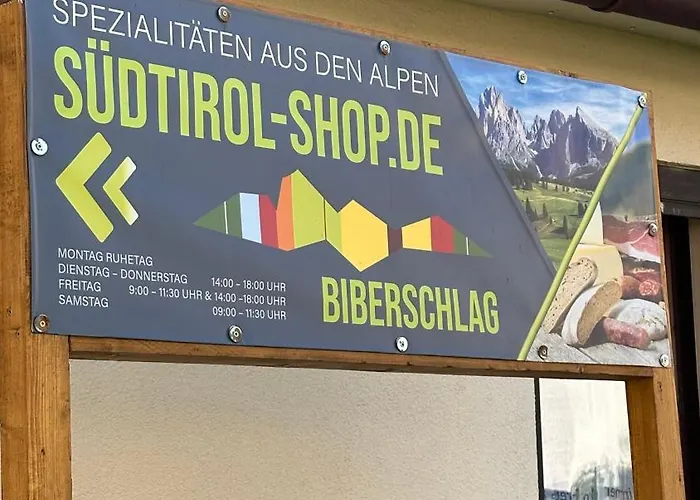 SPEZIALITÄTEN AUS DEN ALPEN
SÜDTIROL-SHOP.DE
MONTAG RUHETAG
DIENSTAG – DONNERSTAG 14:00 – 18:00 UHR
FREITAG 9:00 – 11:30 UHR & 14:00 –18:00 UHR
SAMSTAG 09:00 – 11:30 UHR
BIBERSCHLAG